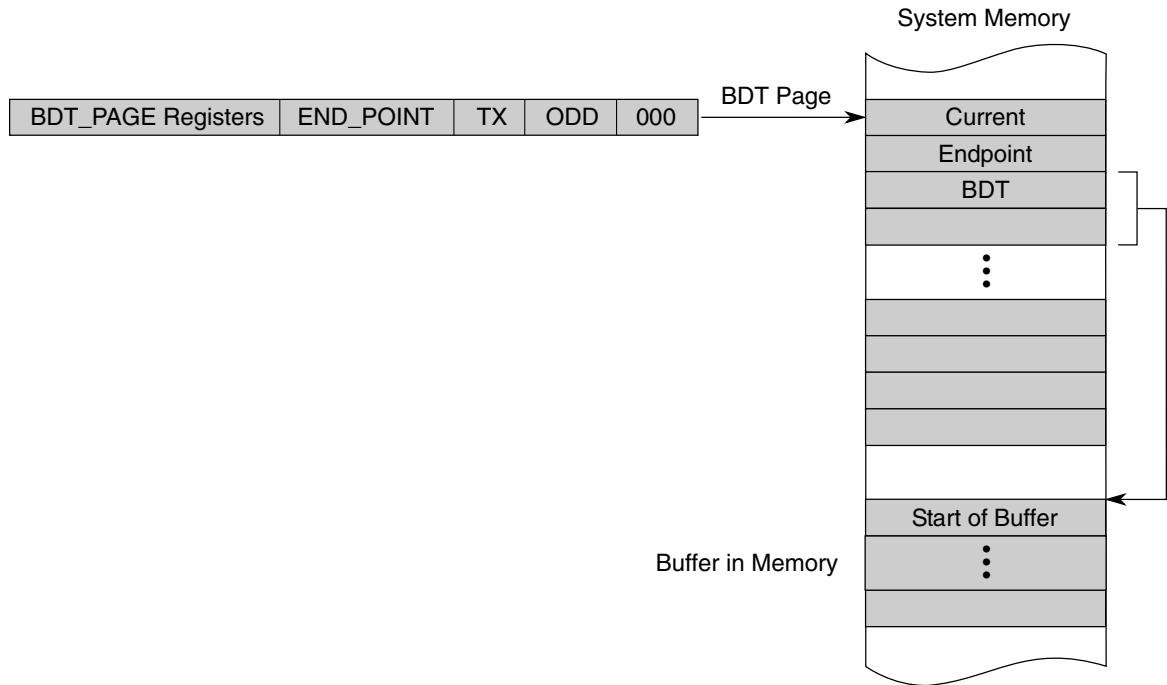 System Memory
BDT_PAGE Registers END_POINT TX ODD 000
BDT Page
Current
Endpoint
BDT
Start of Buffer
Buffer in Memory